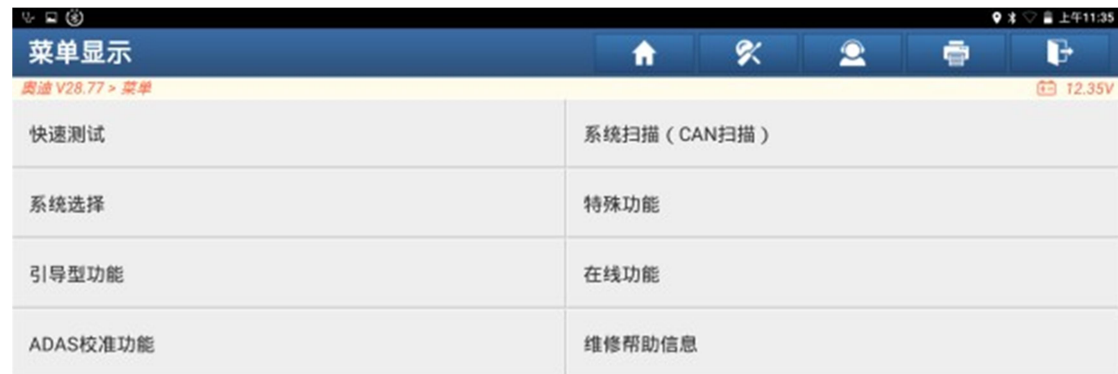 上午11:35
菜单显示
奥迪 V28.77 > 菜单
12.35V
快速测试
系统扫描（CAN扫描）
系统选择
特殊功能
引导型功能
在线功能
ADAS校准功能
维修帮助信息